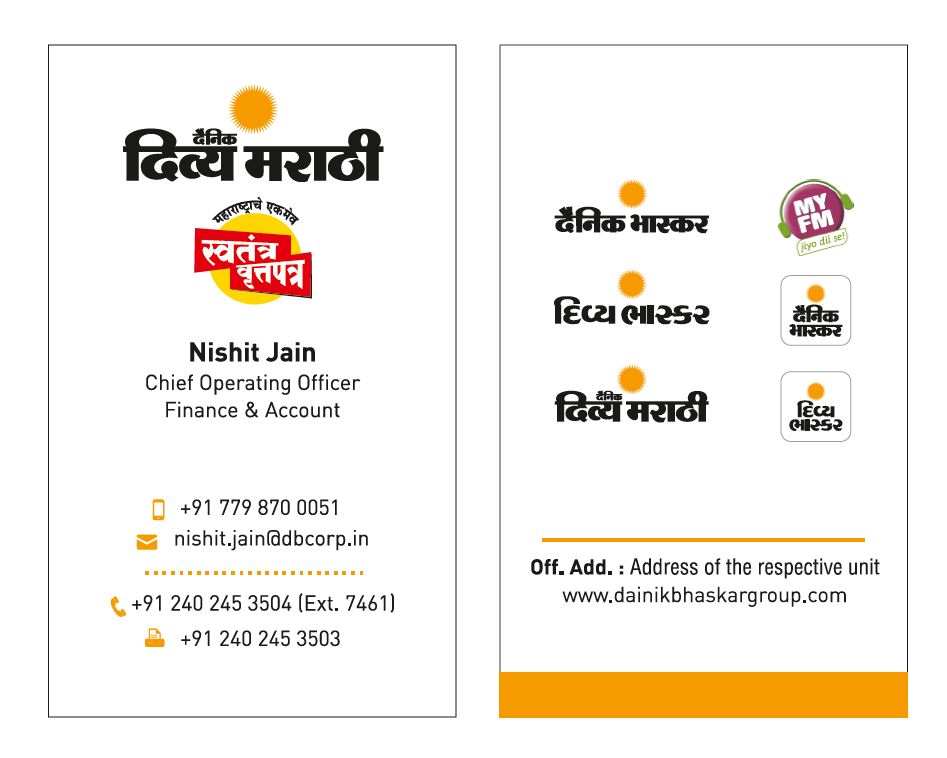 दैनिक
दिव्य मराठी
महाराष्ट्राचे एकमेव
स्वतंत्र
वृत्तपत्र
Nishit Jain
Chief Operating Officer
Finance & Account
+91 779 870 0051
nishit.jain@dbcorp.in
+91 240 245 3504 (Ext. 7461)
+91 240 245 3503
दैनिक भास्कर
MY
FM
jiyo dil se!
દિવ્ય ભાસ્કર
दैनिक
भास्कर
दैनिक
दिव्य मराठी
દિવ્ય
ભાસ્કર
Off. Add. : Address of the respective unit
www.dainikbhaskargroup.com